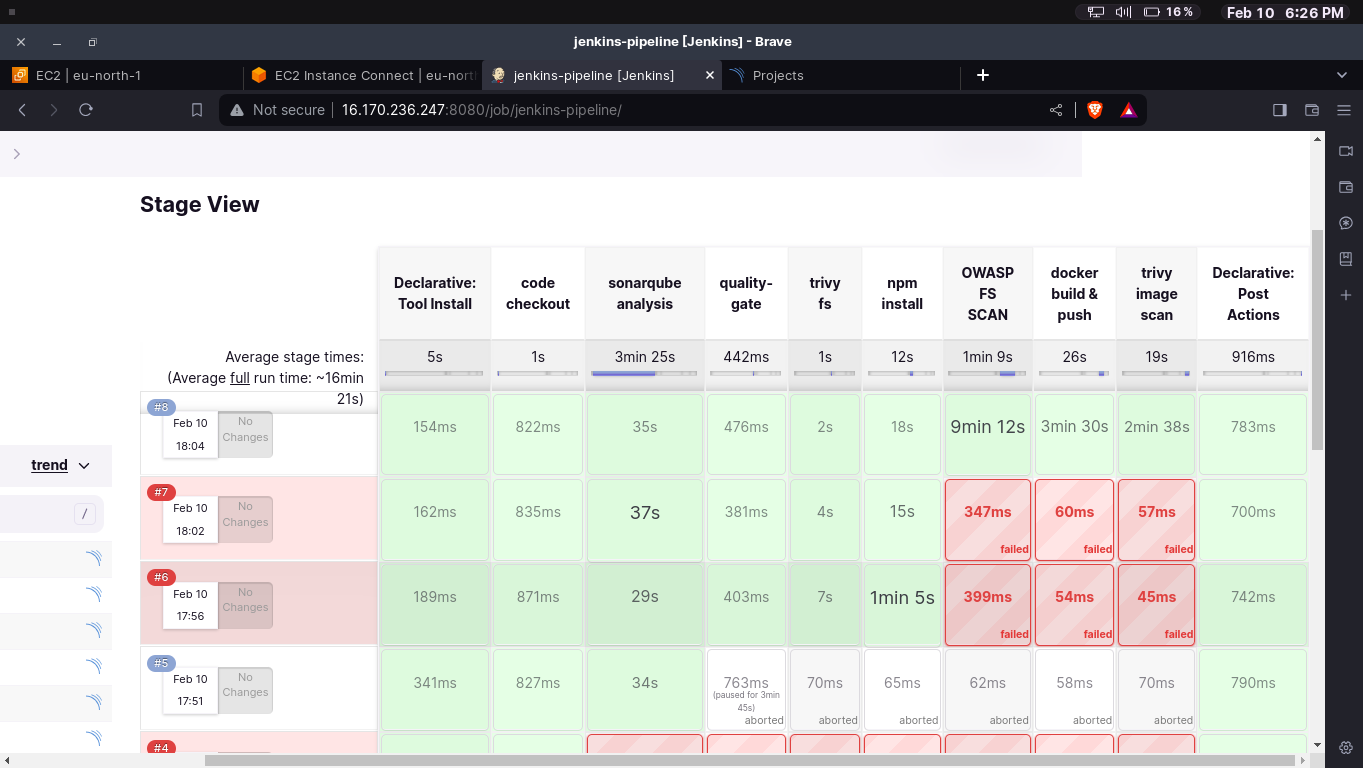 16%
Feb 10 6:26 PM
jenkins-pipeline [Jenkins] - Brave
EC2 | eu-north-1
EC2 Instance Connect | eu-nort
jenkins-pipeline [Jenkins]
Projects
Not secure
16.170.236.247:8080/job/jenkins-pipeline/
Stage View
Declarative: Tool Install
code checkout
sonarqube analysis
quality-gate
trivy fs
npm install
OWASP FS SCAN
docker build & push
trivy image scan
Declarative: Post Actions
Average stage times:
(Average full run time: ~16min
21s)
5s 1s 3min 25s 442ms 1s 12s 1min 9s 26s 19s 916ms
#8
Feb 10
18:04
No
Changes
154ms 822ms 35s 476ms 2s 18s 9min 12s 3min 30s 2min 38s 783ms
trend
/
#7
Feb 10
18:02
No
Changes
162ms 835ms 37s 381ms 4s 15s 347ms 60ms 57ms 700ms
failed failed failed
#6
Feb 10
17:56
No
Changes
189ms 871ms 29s 403ms 7s 1min 5s 399ms 54ms 45ms 742ms
failed failed failed
#5
Feb 10
17:51
No
Changes
341ms 827ms 34s 763ms 70ms 65ms 62ms 58ms 70ms 790ms
(paused for 3min
45s)
aborted aborted aborted aborted aborted aborted
#4